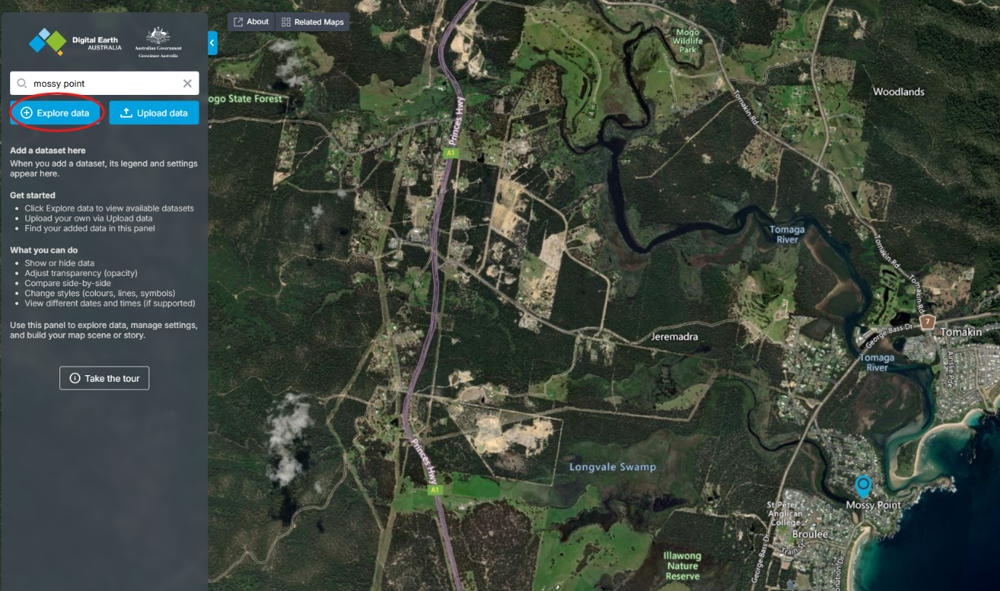 About
Related Maps
Digital Earth
AUSTRALIA
Australian Government
Geoscience Australia
mossy point
Explore data
Upload data
Add a dataset here
When you add a dataset, its legend and settings
appear here.
Get started
Click Explore data to view available datasets
Upload your own via Upload data
Find your added data in this panel
What you can do
Show or hide data
Adjust transparency (opacity)
Compare side-by-side
Change styles (colours, lines, symbols)
View different dates and times (if supported)
Use this panel to explore data, manage settings,
and build your map scene or story.
Take the tour
Mogo
Wildlife
Park
ogo State Forest
Woodlands
Tomakin Rd
Princes Hwy
A1
Tomaga
River
Tomakin Rd
Tomakin Rd
7
George Bass Dr
Tomakin
Jeremadra
Tomaga
River
Ainslie Pde
Princes Hwy
Longvale Swamp
A1
Mossy Point
St Peter's
Anglican
College
Broulee
Train St
George Bass Dr
Illawong
Nature
Reserve
nation Dr